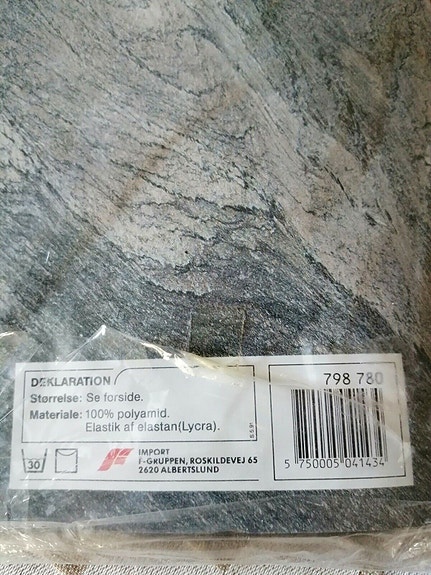 DEKLARATION
Størrelse: Se forside.
Materiale: 100% polyamid.
Elastik af elastan(Lycra).
798 780
5 750005 041434
30
IMPORT
F-GRUPPEN, ROSKILDEVEJ 65
2620 ALBERTSLUND